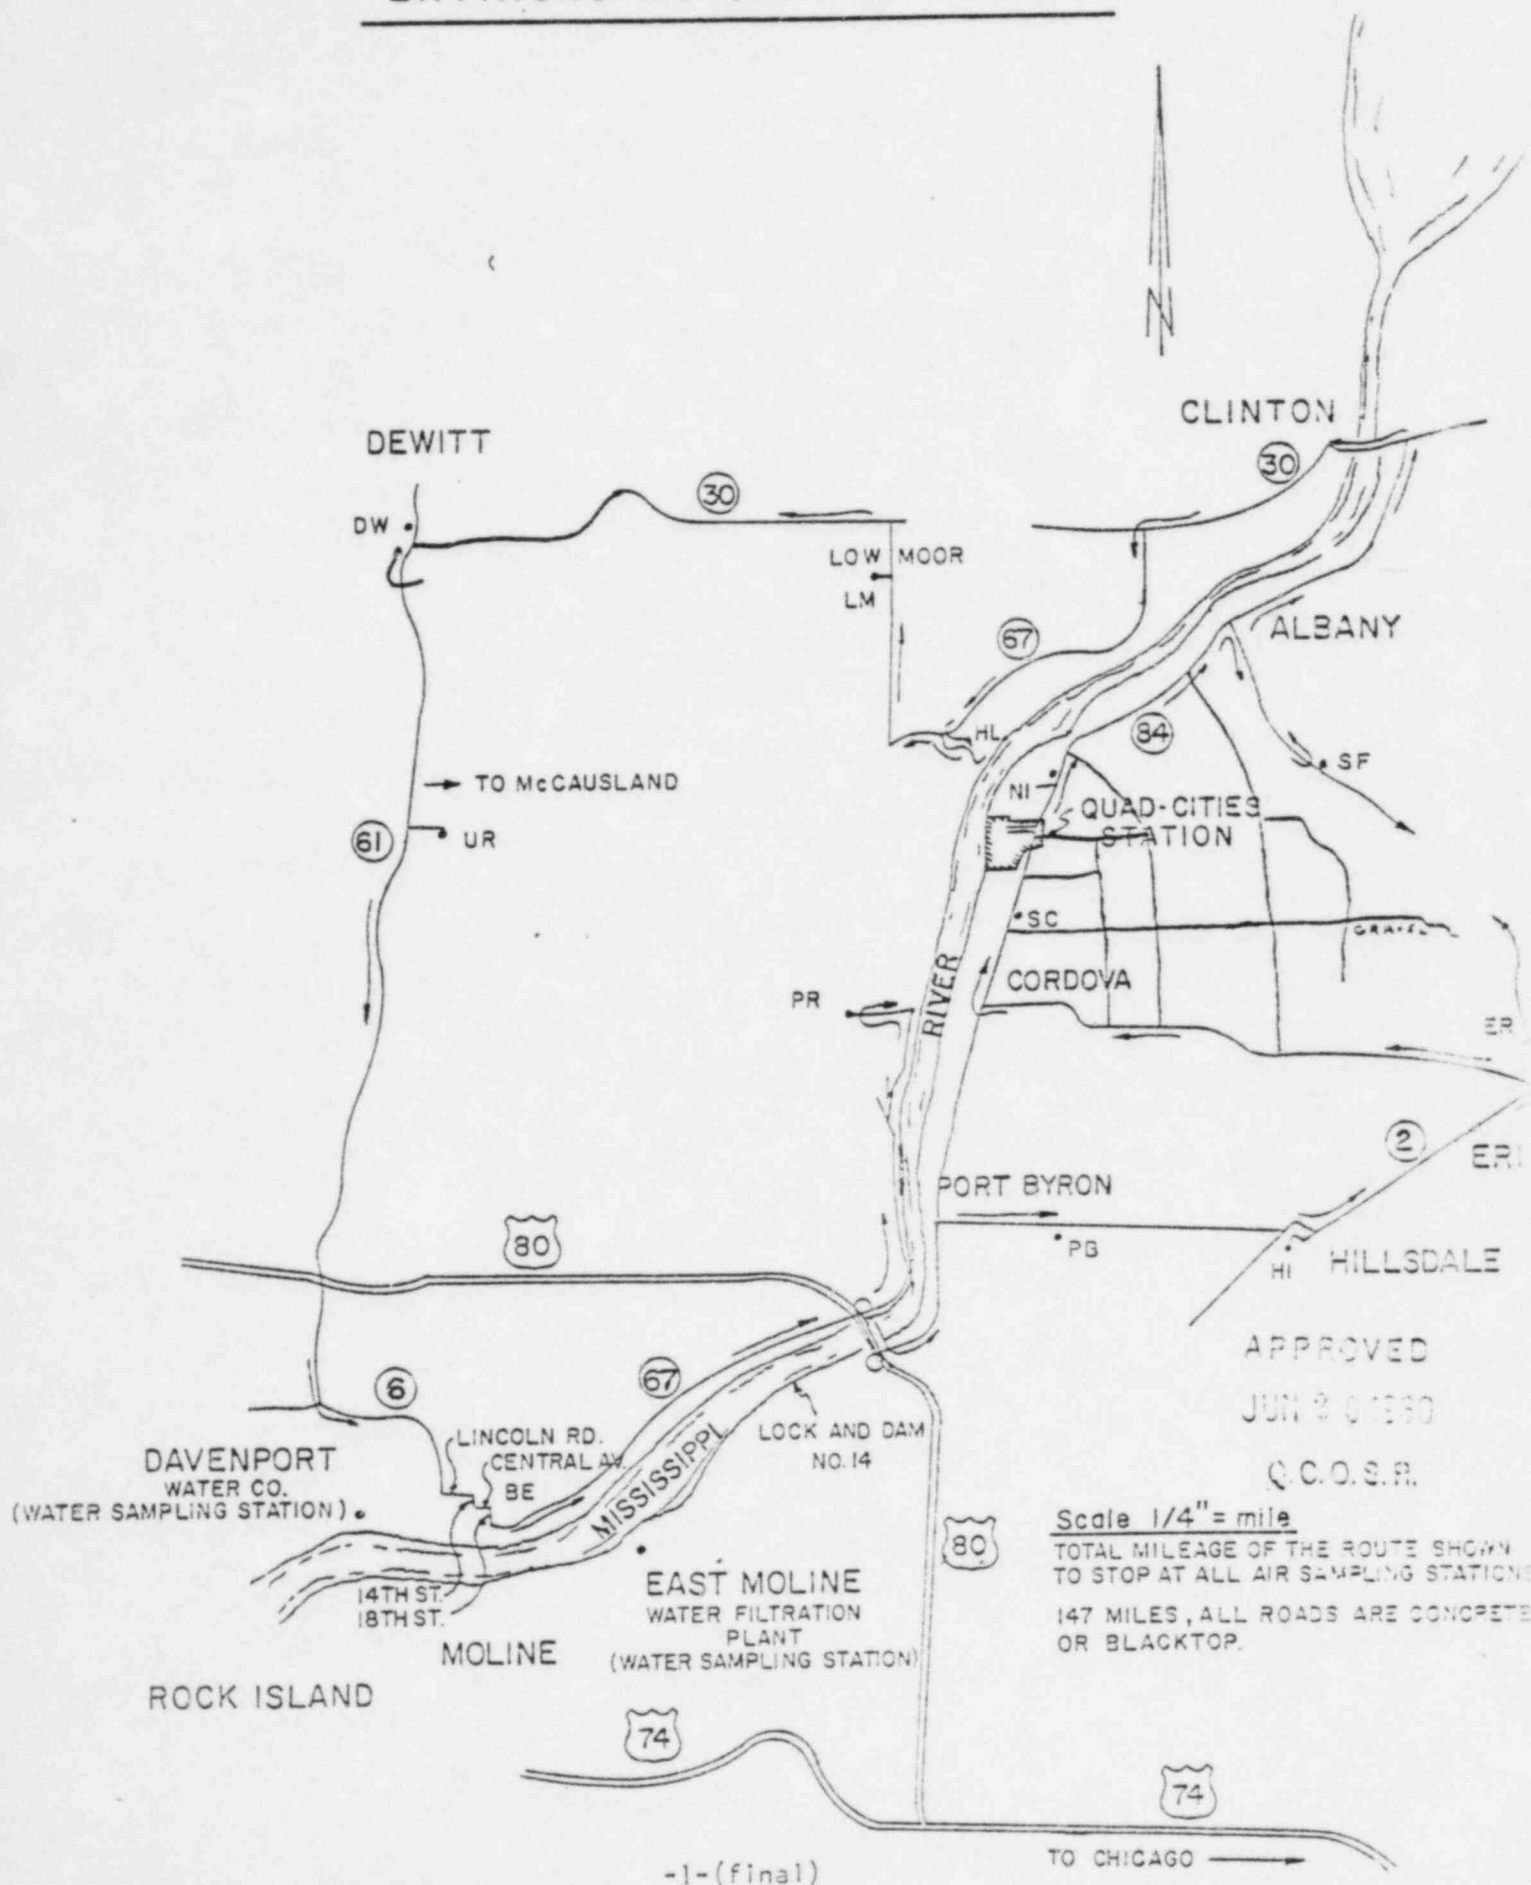 N
CLINTON
DEWITT
30
30
DW
LOW MOOR
LM
67
ALBANY
84
HL
SF
NI
TO McCAUSLAND
QUAD-CITIES
STATION
61
UR
SC
GRAVEL
RIVER
CORDOVA
PR
ER
2
PORT BYRON
PB
HI
HILLSDALE
80
APPROVED
Q.C.O.S.R.
6
67
LINCOLN RD.
CENTRAL AV.
BE
LOCK AND DAM
NO. 14
MISSISSIPPI
DAVENPORT
WATER CO.
(WATER SAMPLING STATION)
14TH ST.
18TH ST.
EAST MOLINE
WATER FILTRATION
PLANT
(WATER SAMPLING STATION)
MOLINE
ROCK ISLAND
80
Scale 1/4" = mile
TOTAL MILEAGE OF THE ROUTE SHOWN
TO STOP AT ALL AIR SAMPLING STATIONS
147 MILES, ALL ROADS ARE CONCRETE
OR BLACKTOP.
74
74
TO CHICAGO
-1-(final)